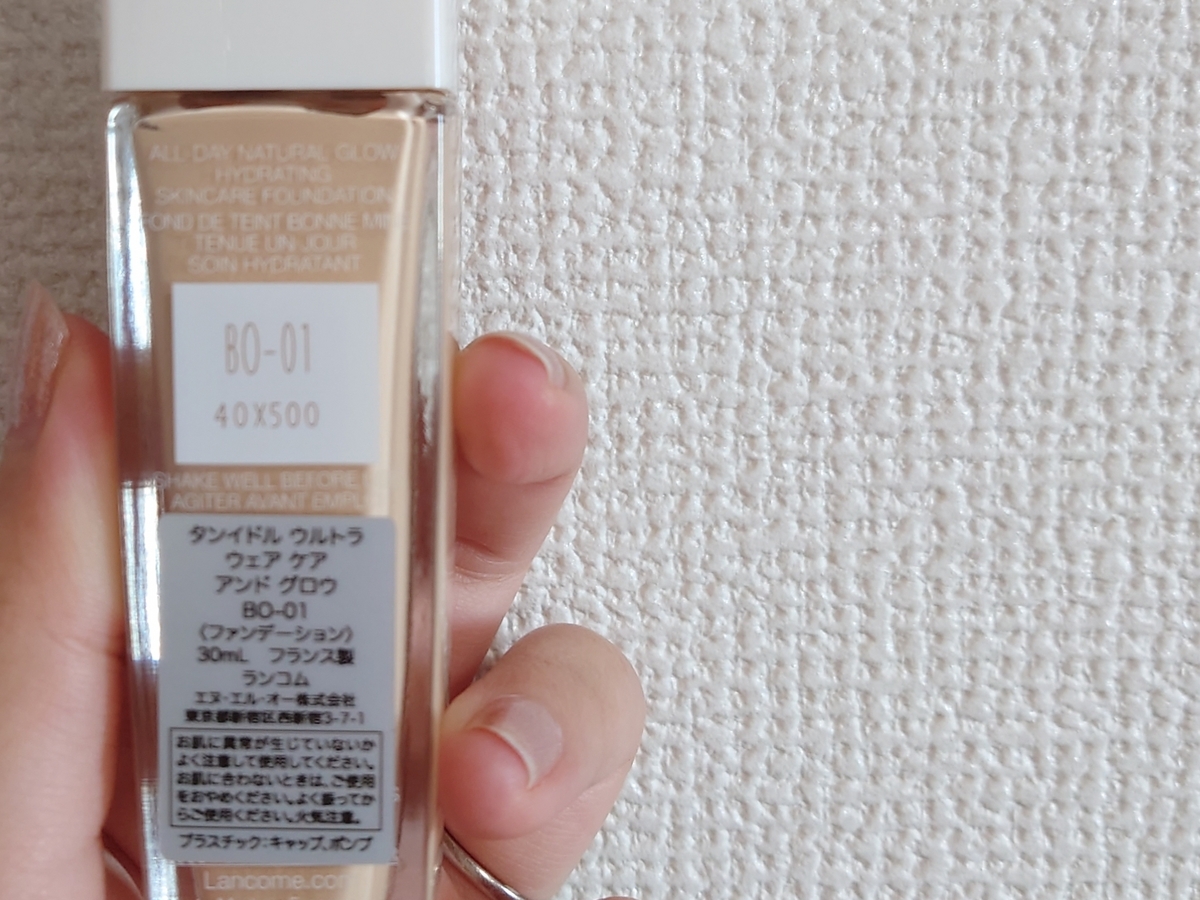 ALL-DAY NATURAL GLOW
HYDRATING
SKINCARE FOUNDATION
FOND DE TEINT BONNE MINE
TENUE UN JOUR
SOIN HYDRATANT
BO-01
40X500
SHAKE WELL BEFORE
AGITER AVANT
タンイドル ウルトラ
ウェア ケア
アンド グロウ
BO-01
〈ファンデーション〉
30mL フランス製
ランコム
エヌ・エル・オー株式会社
東京都新宿区西新宿3-7-1
お肌に異常が生じていないか
よく注意して使用してください。
お肌に合わないときは、ご使用
をおやめください。よく振ってか
らご使用ください。火気注意。
プラスチック:キャップ、ポンプ